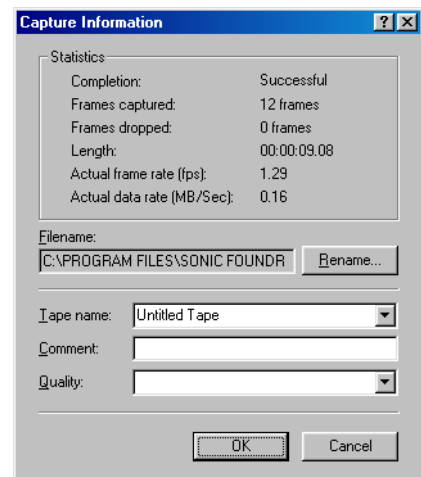 Capture Information
Statistics
Completion: Successful
Frames captured: 12 frames
Frames dropped: 0 frames
Length: 00:00:09.08
Actual frame rate (fps): 1.29
Actual data rate (MB/Sec): 0.16
Filename:
C:\PROGRAM FILES\SONIC FOUNDR Rename...
Tape name: Untitled Tape
Comment:
Quality:
OK Cancel